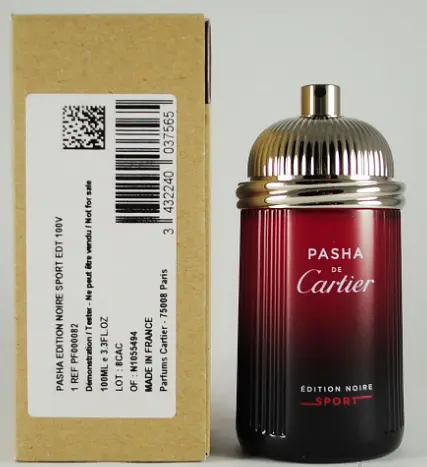 PASHA EDITION NOIRE SPORT EDT 100V
1 REF PF000082
Démonstration / Tester - Ne peut être vendu / Not for sale
100ML e 3.3FL.OZ
LOT : 8CAC
OF : N1055494
MADE IN FRANCE
Parfums Cartier - 75008 Paris
3 432240 037565
PASHA
DE
Cartier
ÉDITION NOIRE
SPORT